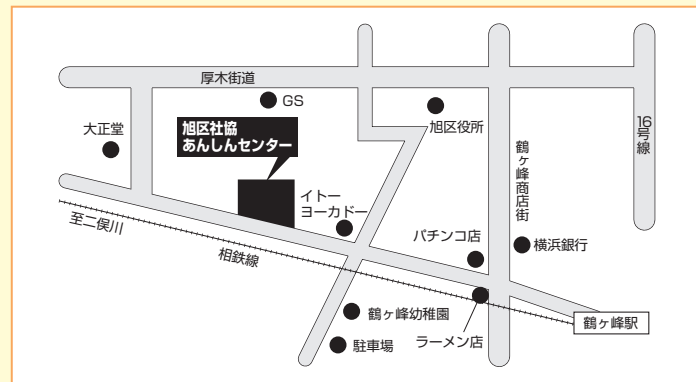 厚木街道
GS
大正堂
旭区社協
あんしんセンター
旭区役所
16号線
鶴ヶ峰商店街
イトー
ヨーカドー
至二俣川
相鉄線
パチンコ店
横浜銀行
鶴ヶ峰幼稚園
ラーメン店
鶴ヶ峰駅
駐車場